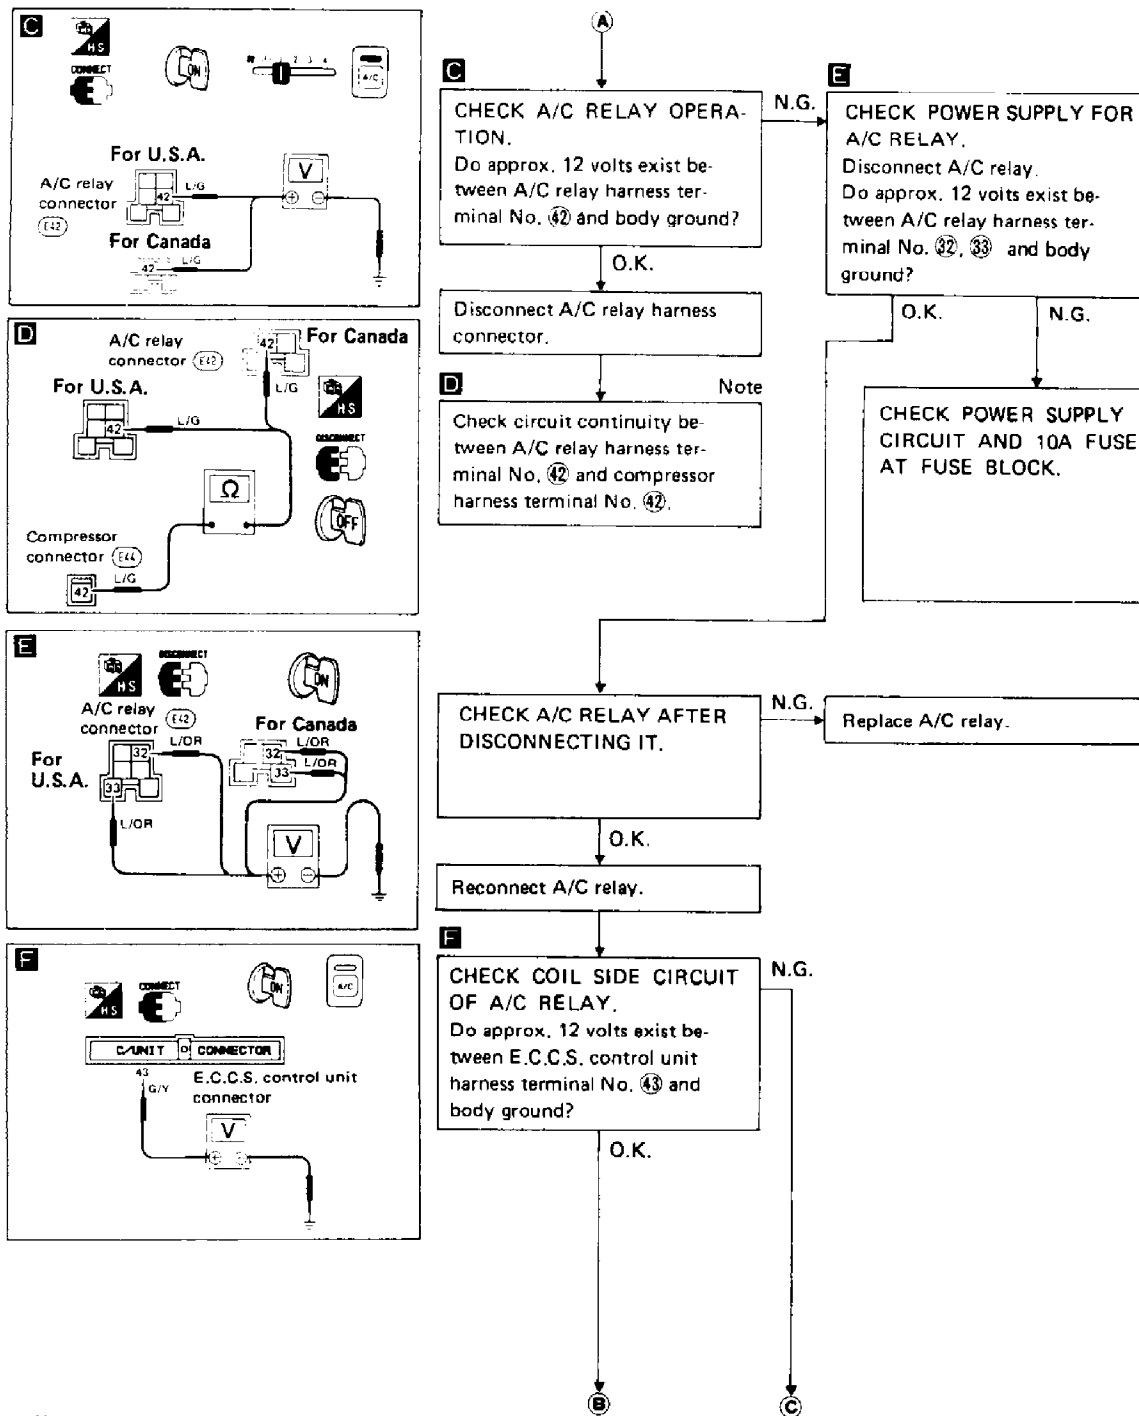 C
HS
CONNECT
ON
1 2 3 4
A/C
For U.S.A.
A/C relay
connector
E42
42
L/G
V
+ −
For Canada
42
L/G
D
A/C relay
connector E42
42
For Canada
L/G
For U.S.A.
42
L/G
HS
DISCONNECT
Ω
OFF
Compressor
connector E44
L/G
42
E
HS
DISCONNECT
ON
A/C relay
connector E42
For Canada
For
U.S.A.
32
L/OR
33
L/OR
32
L/OR
33
L/OR
V
+ −
F
HS
CONNECT
ON
A/C
C/UNIT CONNECTOR
43
G/Y
E.C.C.S. control unit
connector
V
A
C
CHECK A/C RELAY OPERA-
TION.
Do approx. 12 volts exist be-
tween A/C relay harness ter-
minal No. 42 and body ground?
N.G.
O.K.
E
CHECK POWER SUPPLY FOR
A/C RELAY.
Disconnect A/C relay.
Do approx. 12 volts exist be-
tween A/C relay harness ter-
minal No. 32, 33 and body
ground?
O.K.
N.G.
Disconnect A/C relay harness
connector.
D
Note
Check circuit continuity be-
tween A/C relay harness ter-
minal No. 42 and compressor
harness terminal No. 42.
CHECK POWER SUPPLY
CIRCUIT AND 10A FUSE
AT FUSE BLOCK.
CHECK A/C RELAY AFTER
DISCONNECTING IT.
N.G.
Replace A/C relay.
O.K.
Reconnect A/C relay.
F
CHECK COIL SIDE CIRCUIT
OF A/C RELAY.
Do approx. 12 volts exist be-
tween E.C.C.S. control unit
harness terminal No. 43 and
body ground?
N.G.
O.K.
B
C